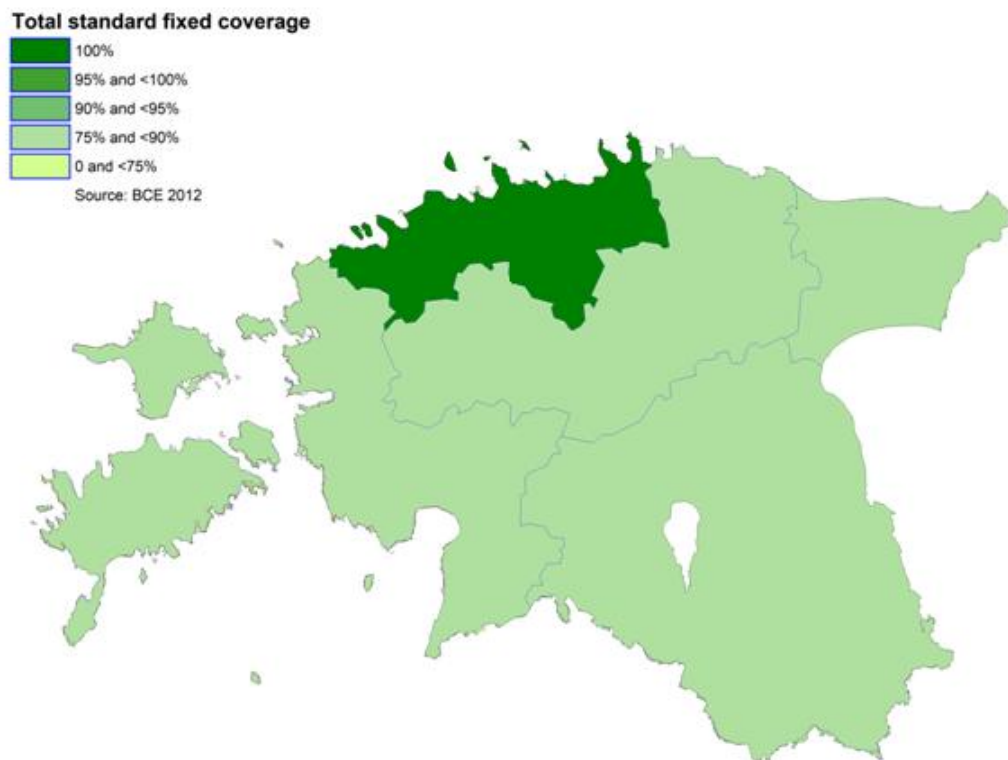 Total standard fixed coverage
100%
95% and <100%
90% and <95%
75% and <90%
0 and <75%
Source: BCE 2012